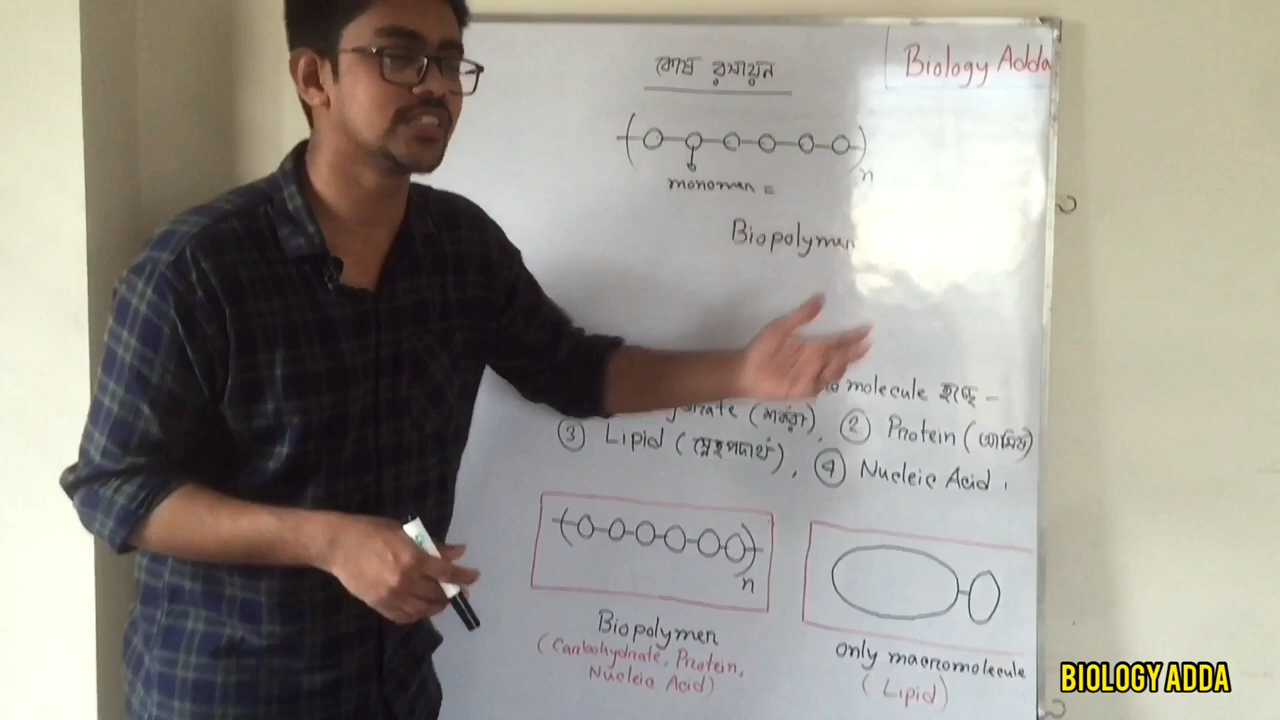 কোষ রসায়ন
Biology Adda
n
monomer =
Biopolymer
molecule হচ্ছে -
(শর্করা), ② Protein (আমিষ)
③ Lipid (স্নেহপদার্থ), ④ Nucleic Acid.
n
Biopolymer
(Carbohydrate, Protein,
Nucleic Acid)
only macromolecule
(Lipid)
BIOLOGY ADDA